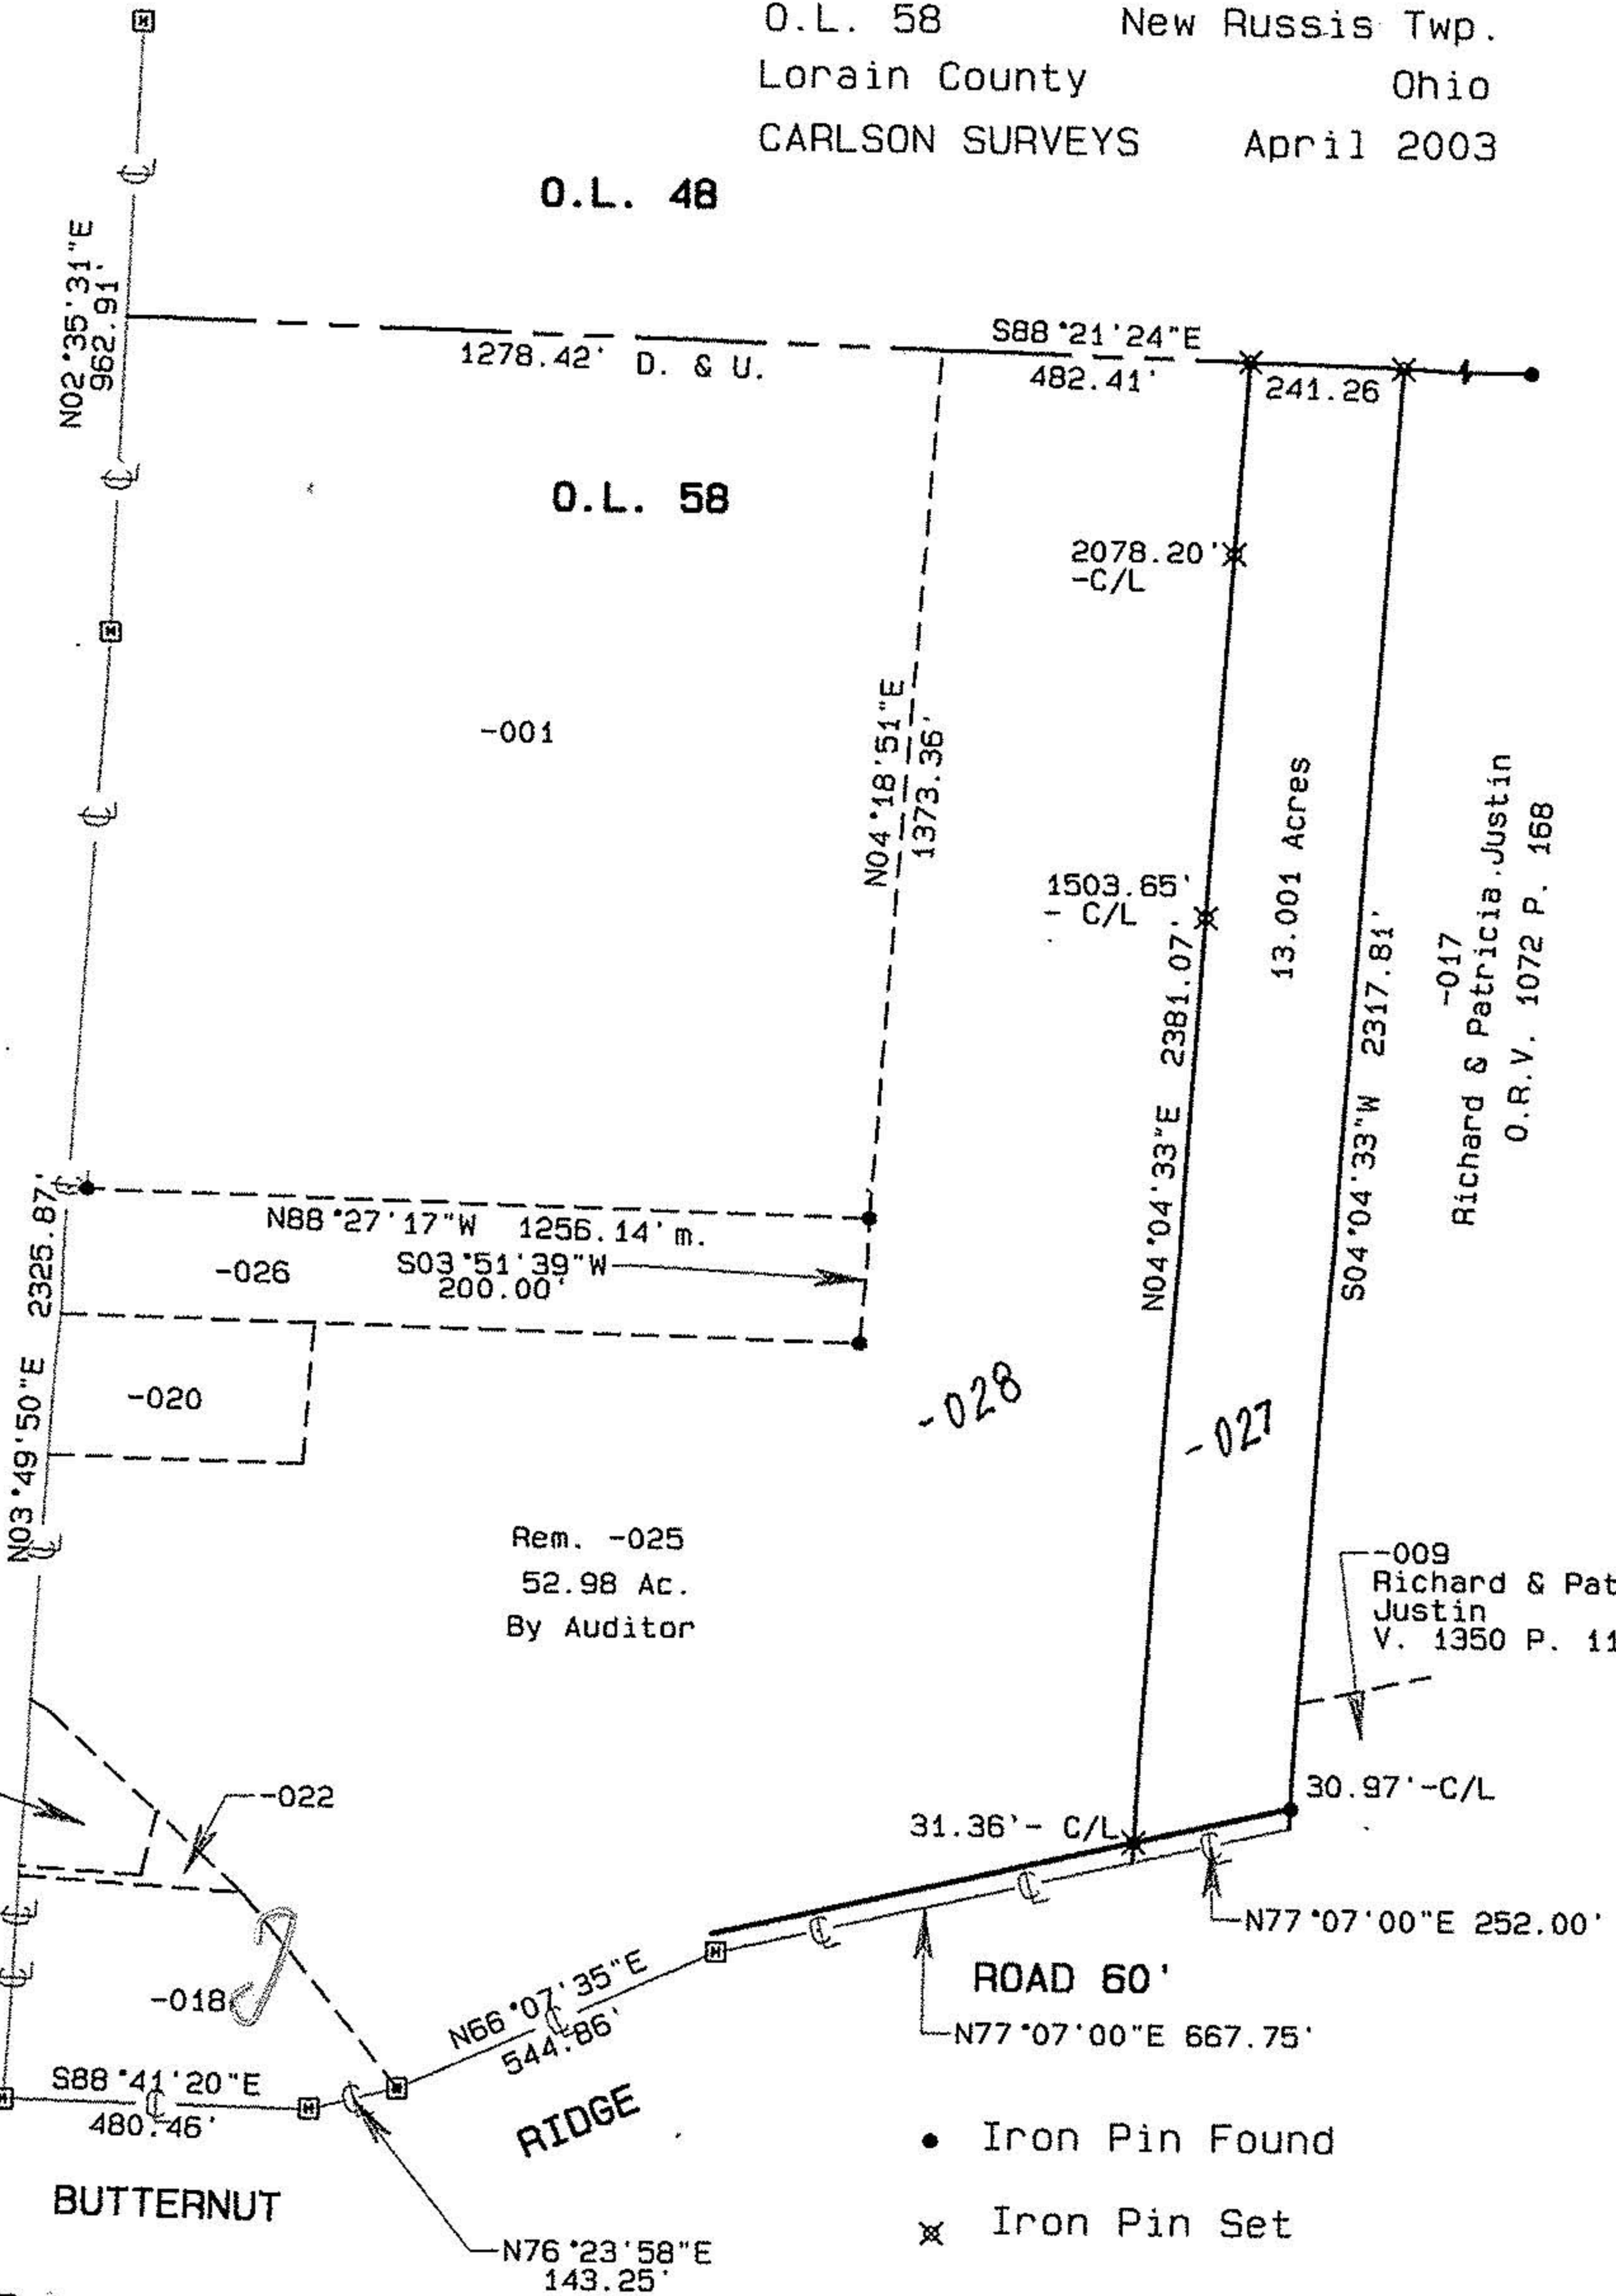 O.L. 58 New Russis Twp.
Lorain County Ohio
CARLSON SURVEYS April 2003
O.L. 48
N02°35'31"E
962.91'
S88°21'24"E
1278.42' D. & U.
482.41'
241.26
O.L. 58
2078.20'
-C/L
-001
N04°18'51"E
1373.36'
1503.65'
- C/L
13.001 Acres
N04°04'33"E 2381.07'
S04°04'33"W 2317.81'
-017
Richard & Patricia Justin
O.R.V. 1072 P. 168
N88°27'17"W 1256.14' m.
S03°51'39"W
200.00'
-026
N03°49'50"E 2325.87'
-020
-028
-027
Rem. -025
52.98 Ac.
By Auditor
-009
Richard & Pat
Justin
V. 1350 P. 11
-022
30.97'-C/L
31.36'- C/L
N77°07'00"E 252.00'
ROAD 60'
N77°07'00"E 667.75'
-018
N66°07'35"E
544.86'
S88°41'20"E
480.46'
RIDGE
BUTTERNUT
N76°23'58"E
143.25'
Iron Pin Found
Iron Pin Set